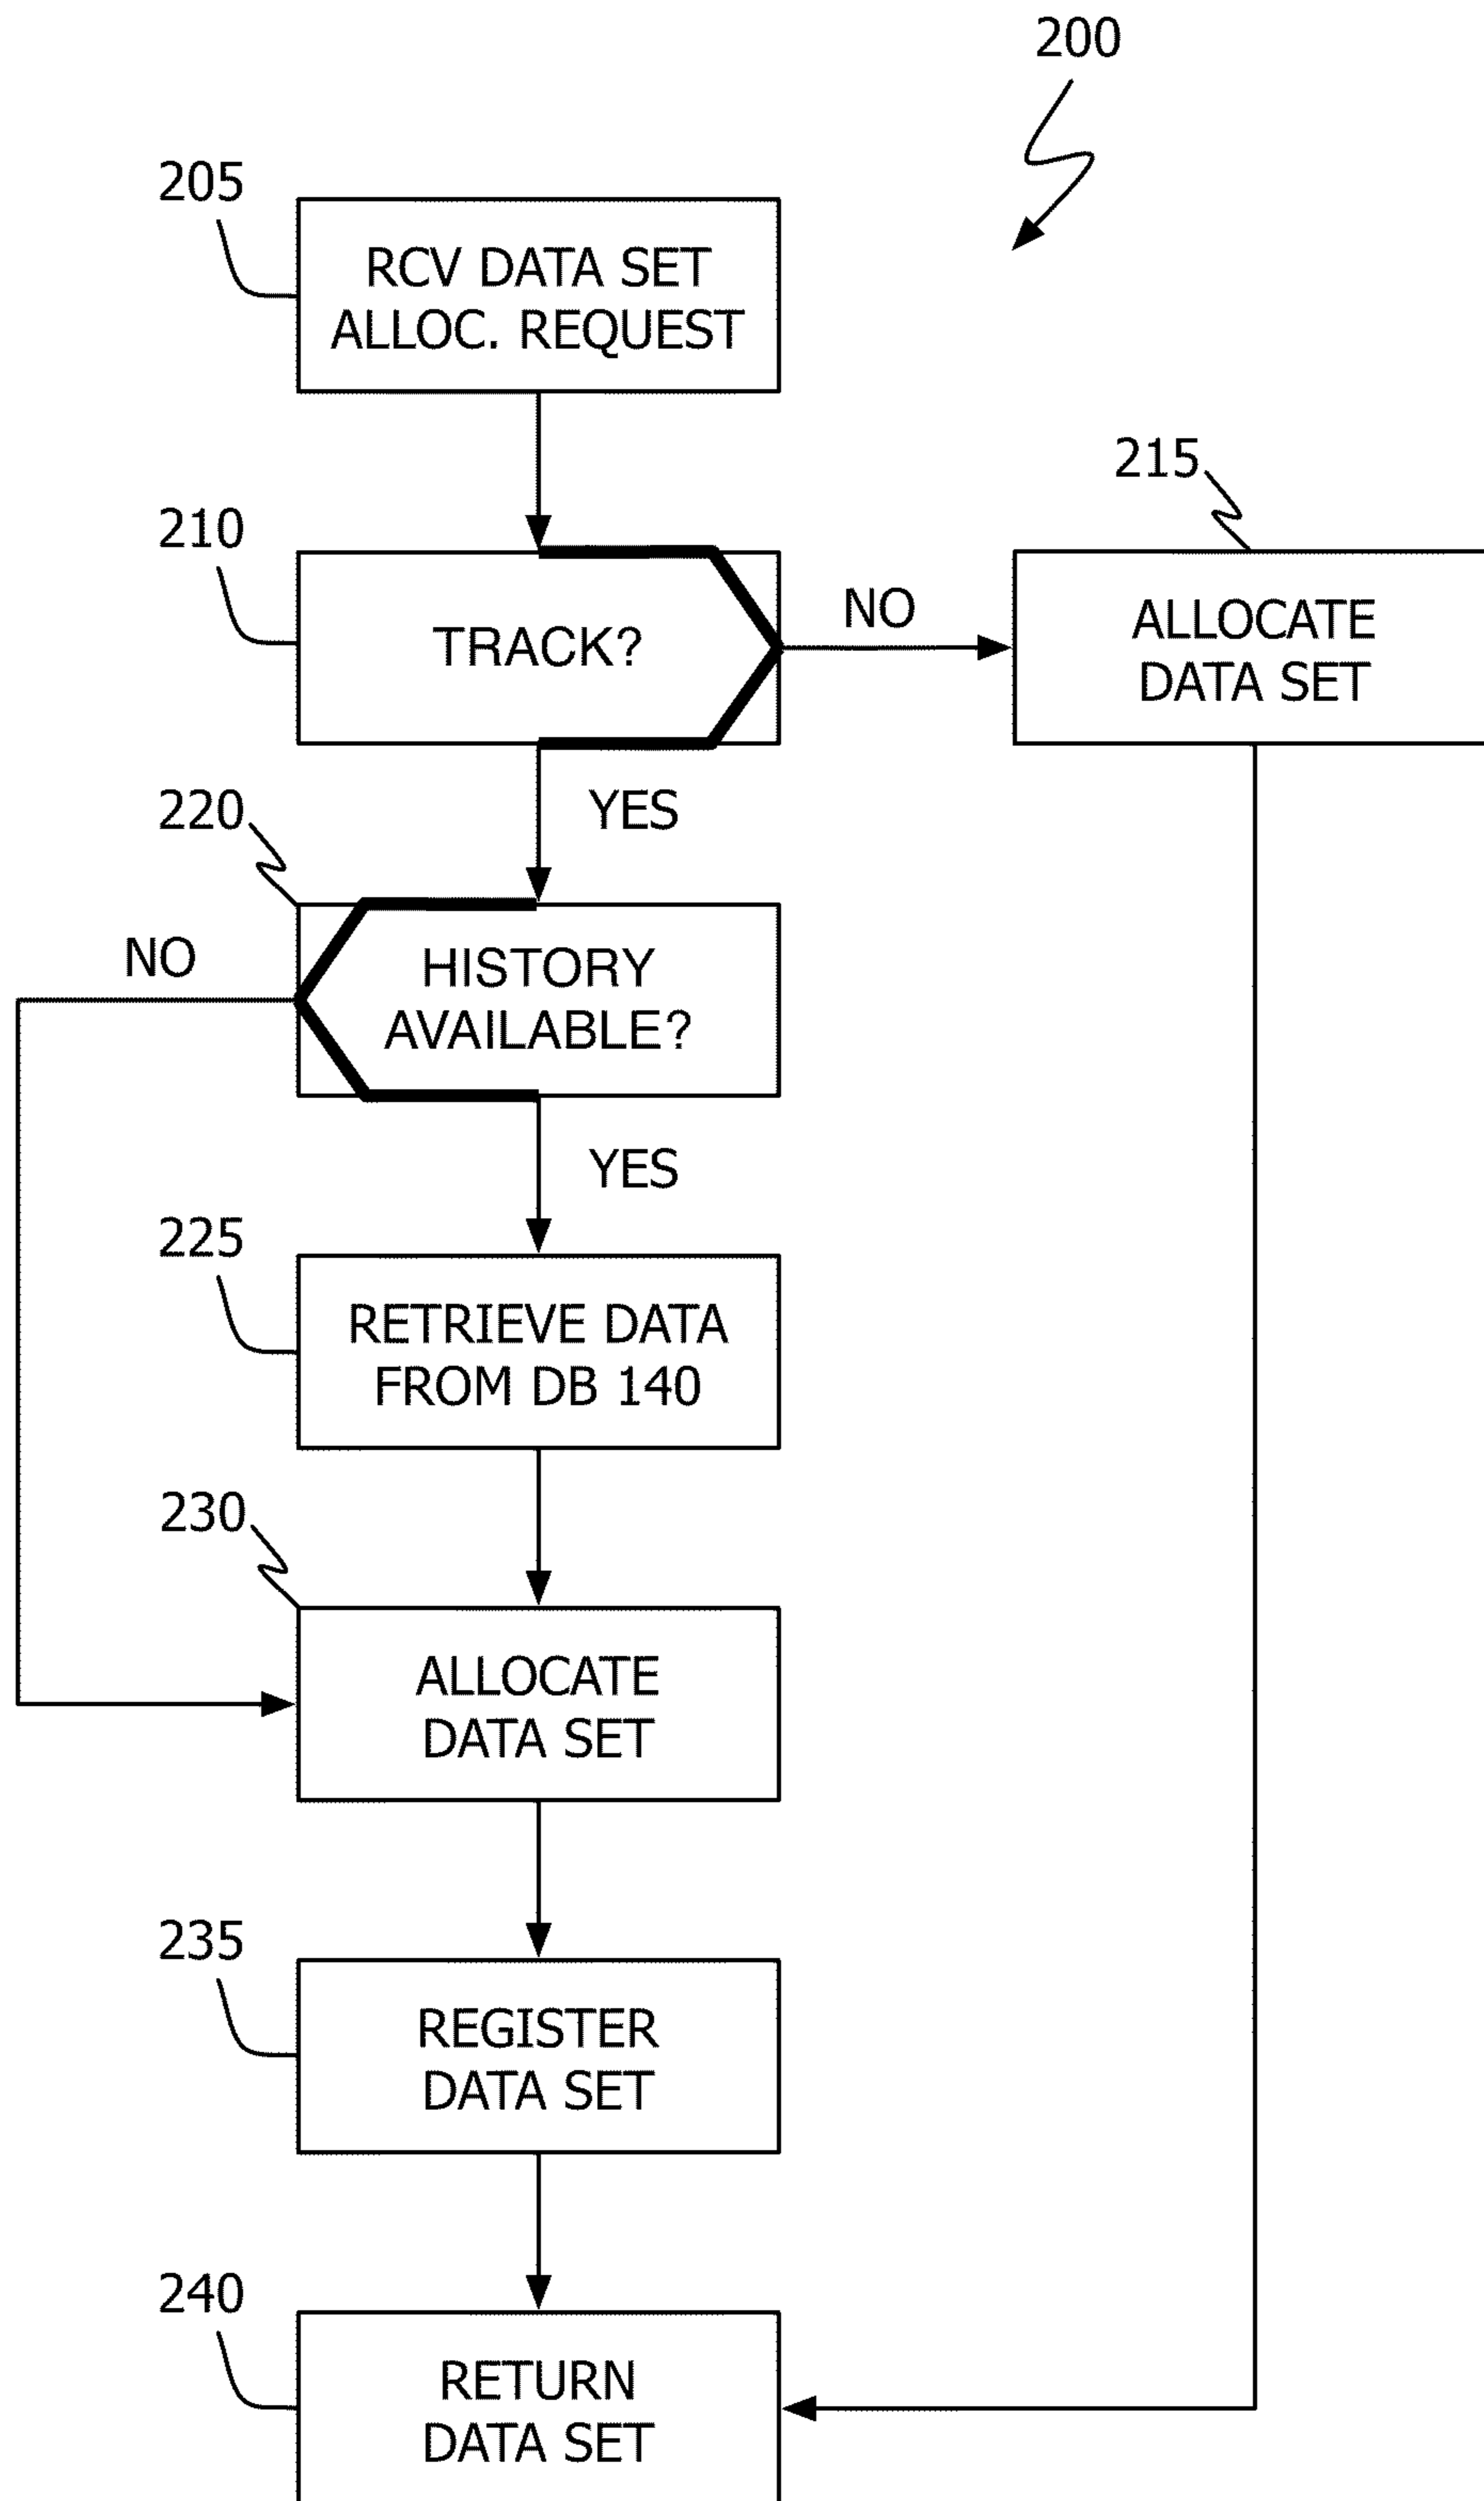 200
205
RCV DATA SET
ALLOC. REQUEST
215
210
TRACK?
NO
ALLOCATE
DATA SET
YES
220
HISTORY
AVAILABLE?
NO
YES
225
RETRIEVE DATA
FROM DB 140
230
ALLOCATE
DATA SET
235
REGISTER
DATA SET
240
RETURN
DATA SET